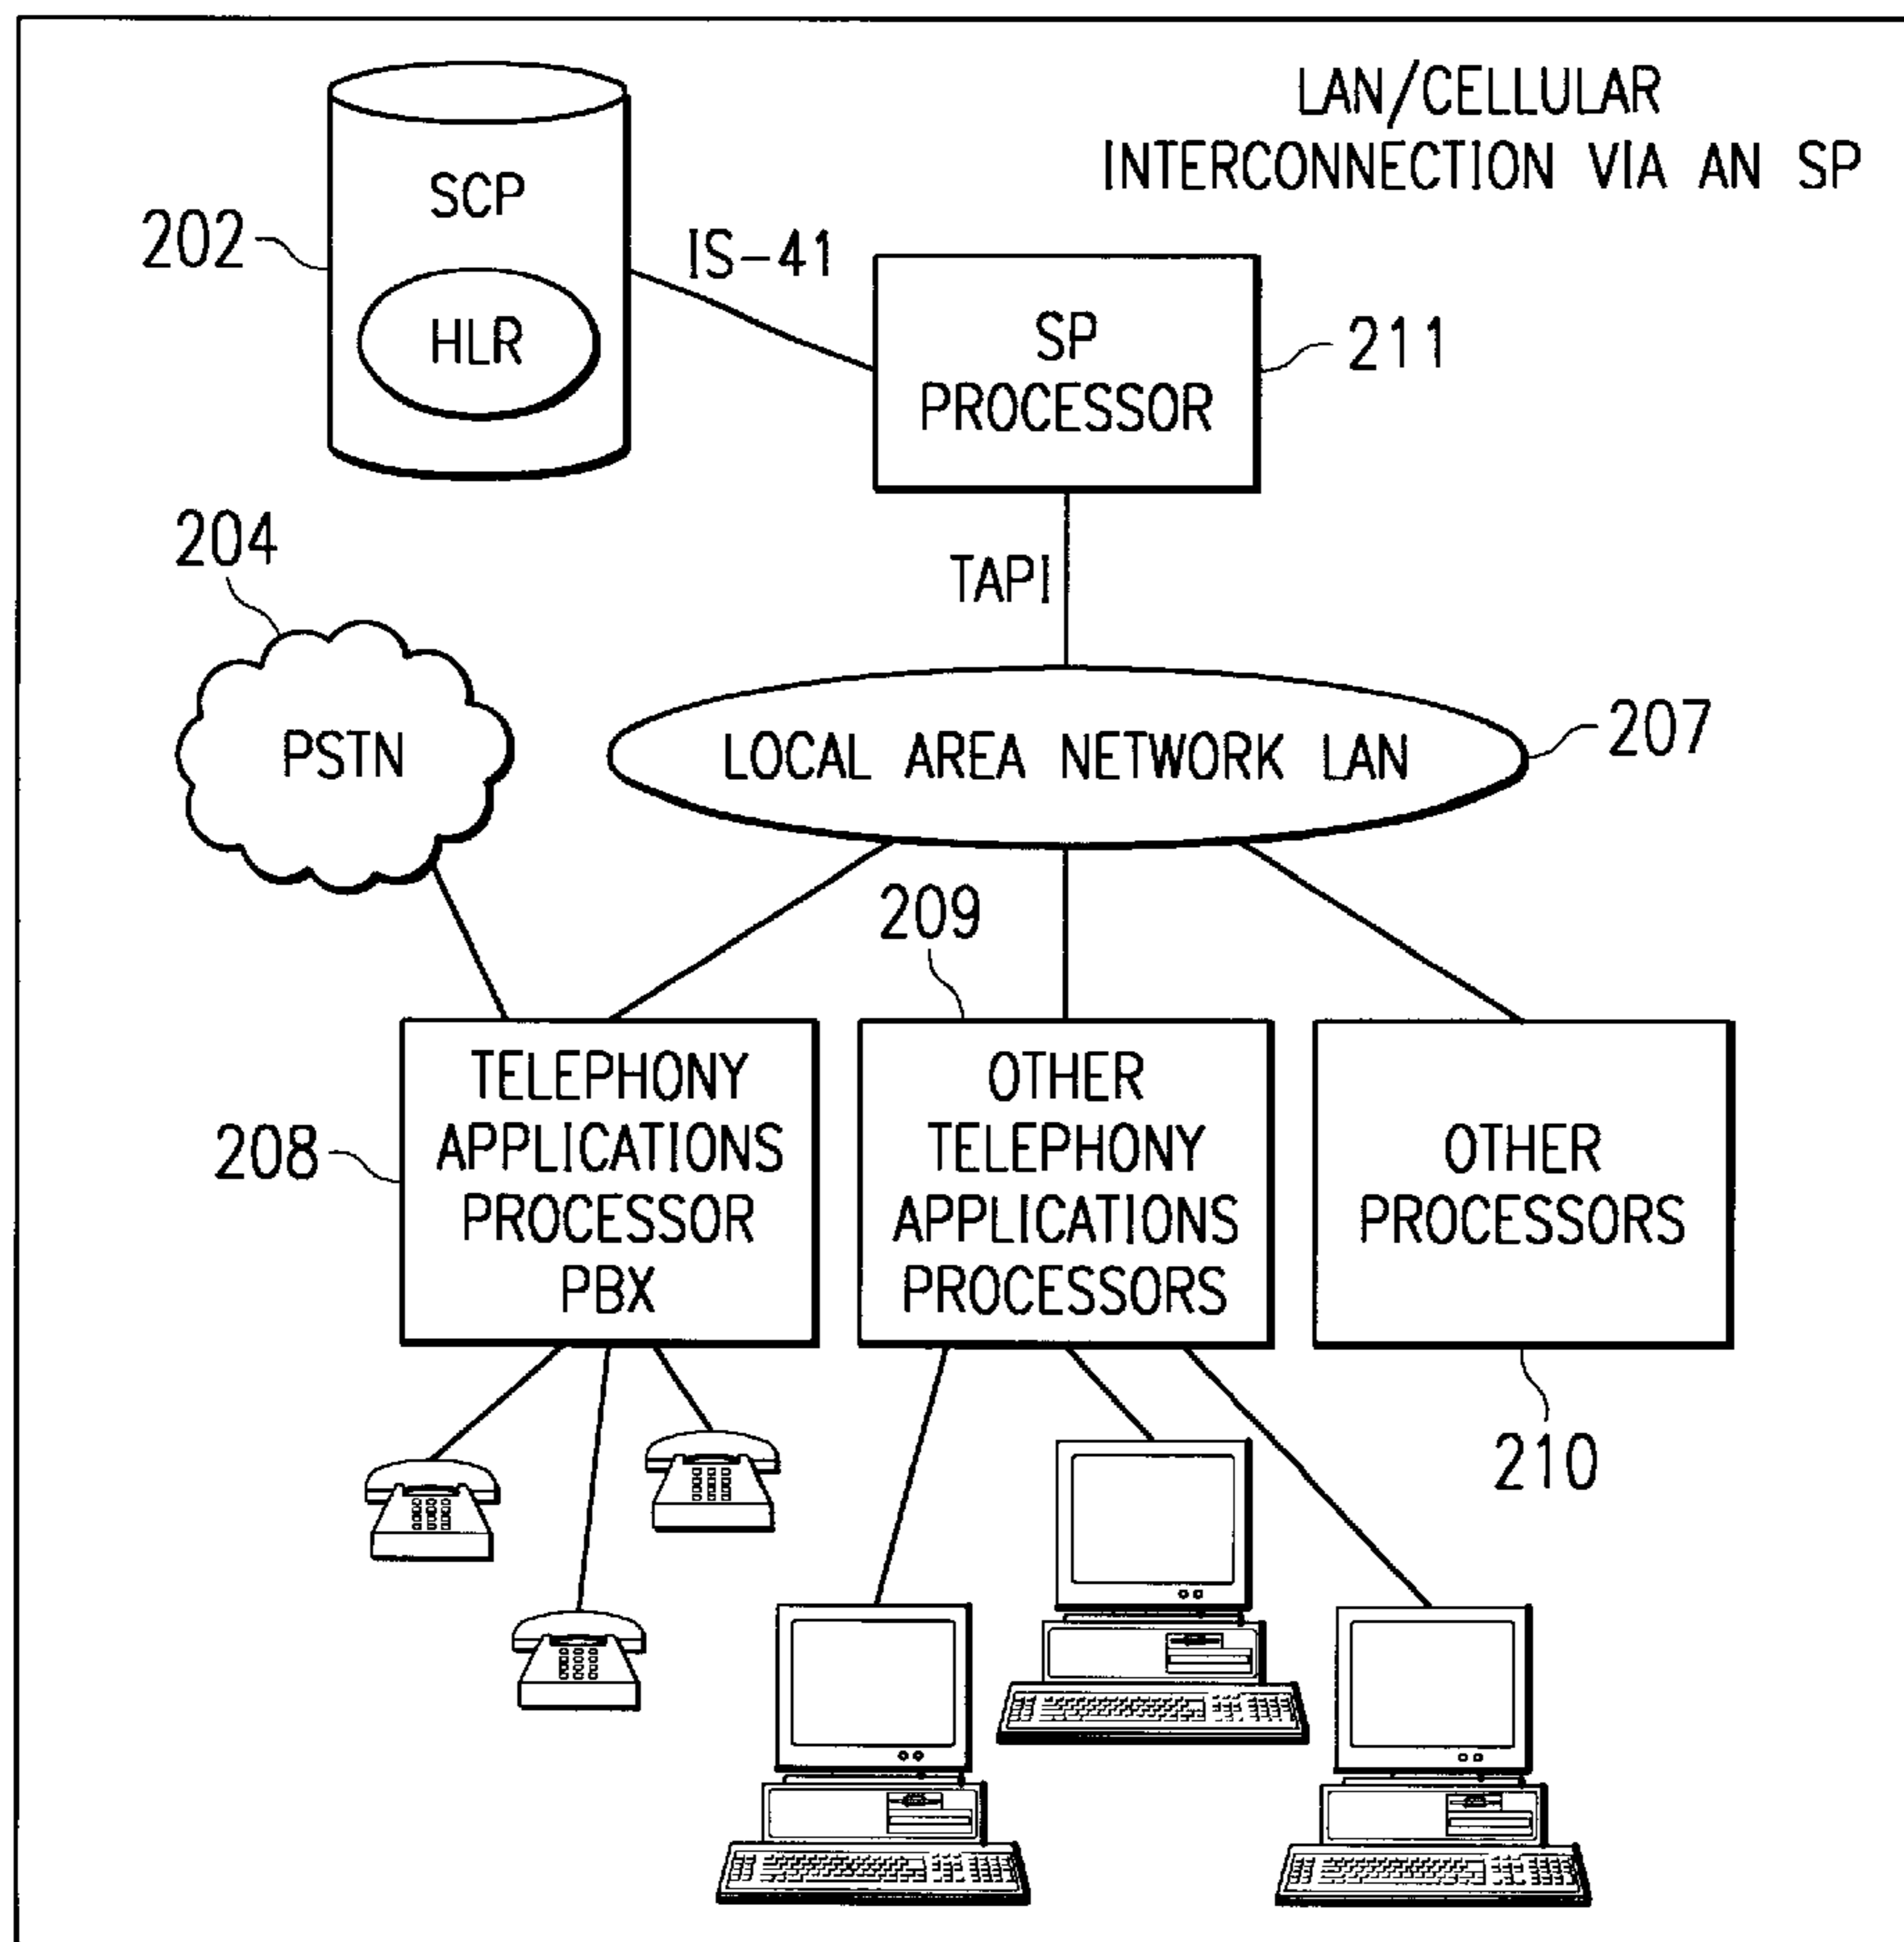 LAN/CELLULAR
INTERCONNECTION VIA AN SP
SCP
202
IS-41
HLR
SP
PROCESSOR
211
204
TAPI
PSTN
LOCAL AREA NETWORK LAN
207
209
TELEPHONY
APPLICATIONS
PROCESSOR
PBX
208
OTHER
TELEPHONY
APPLICATIONS
PROCESSORS
OTHER
PROCESSORS
210